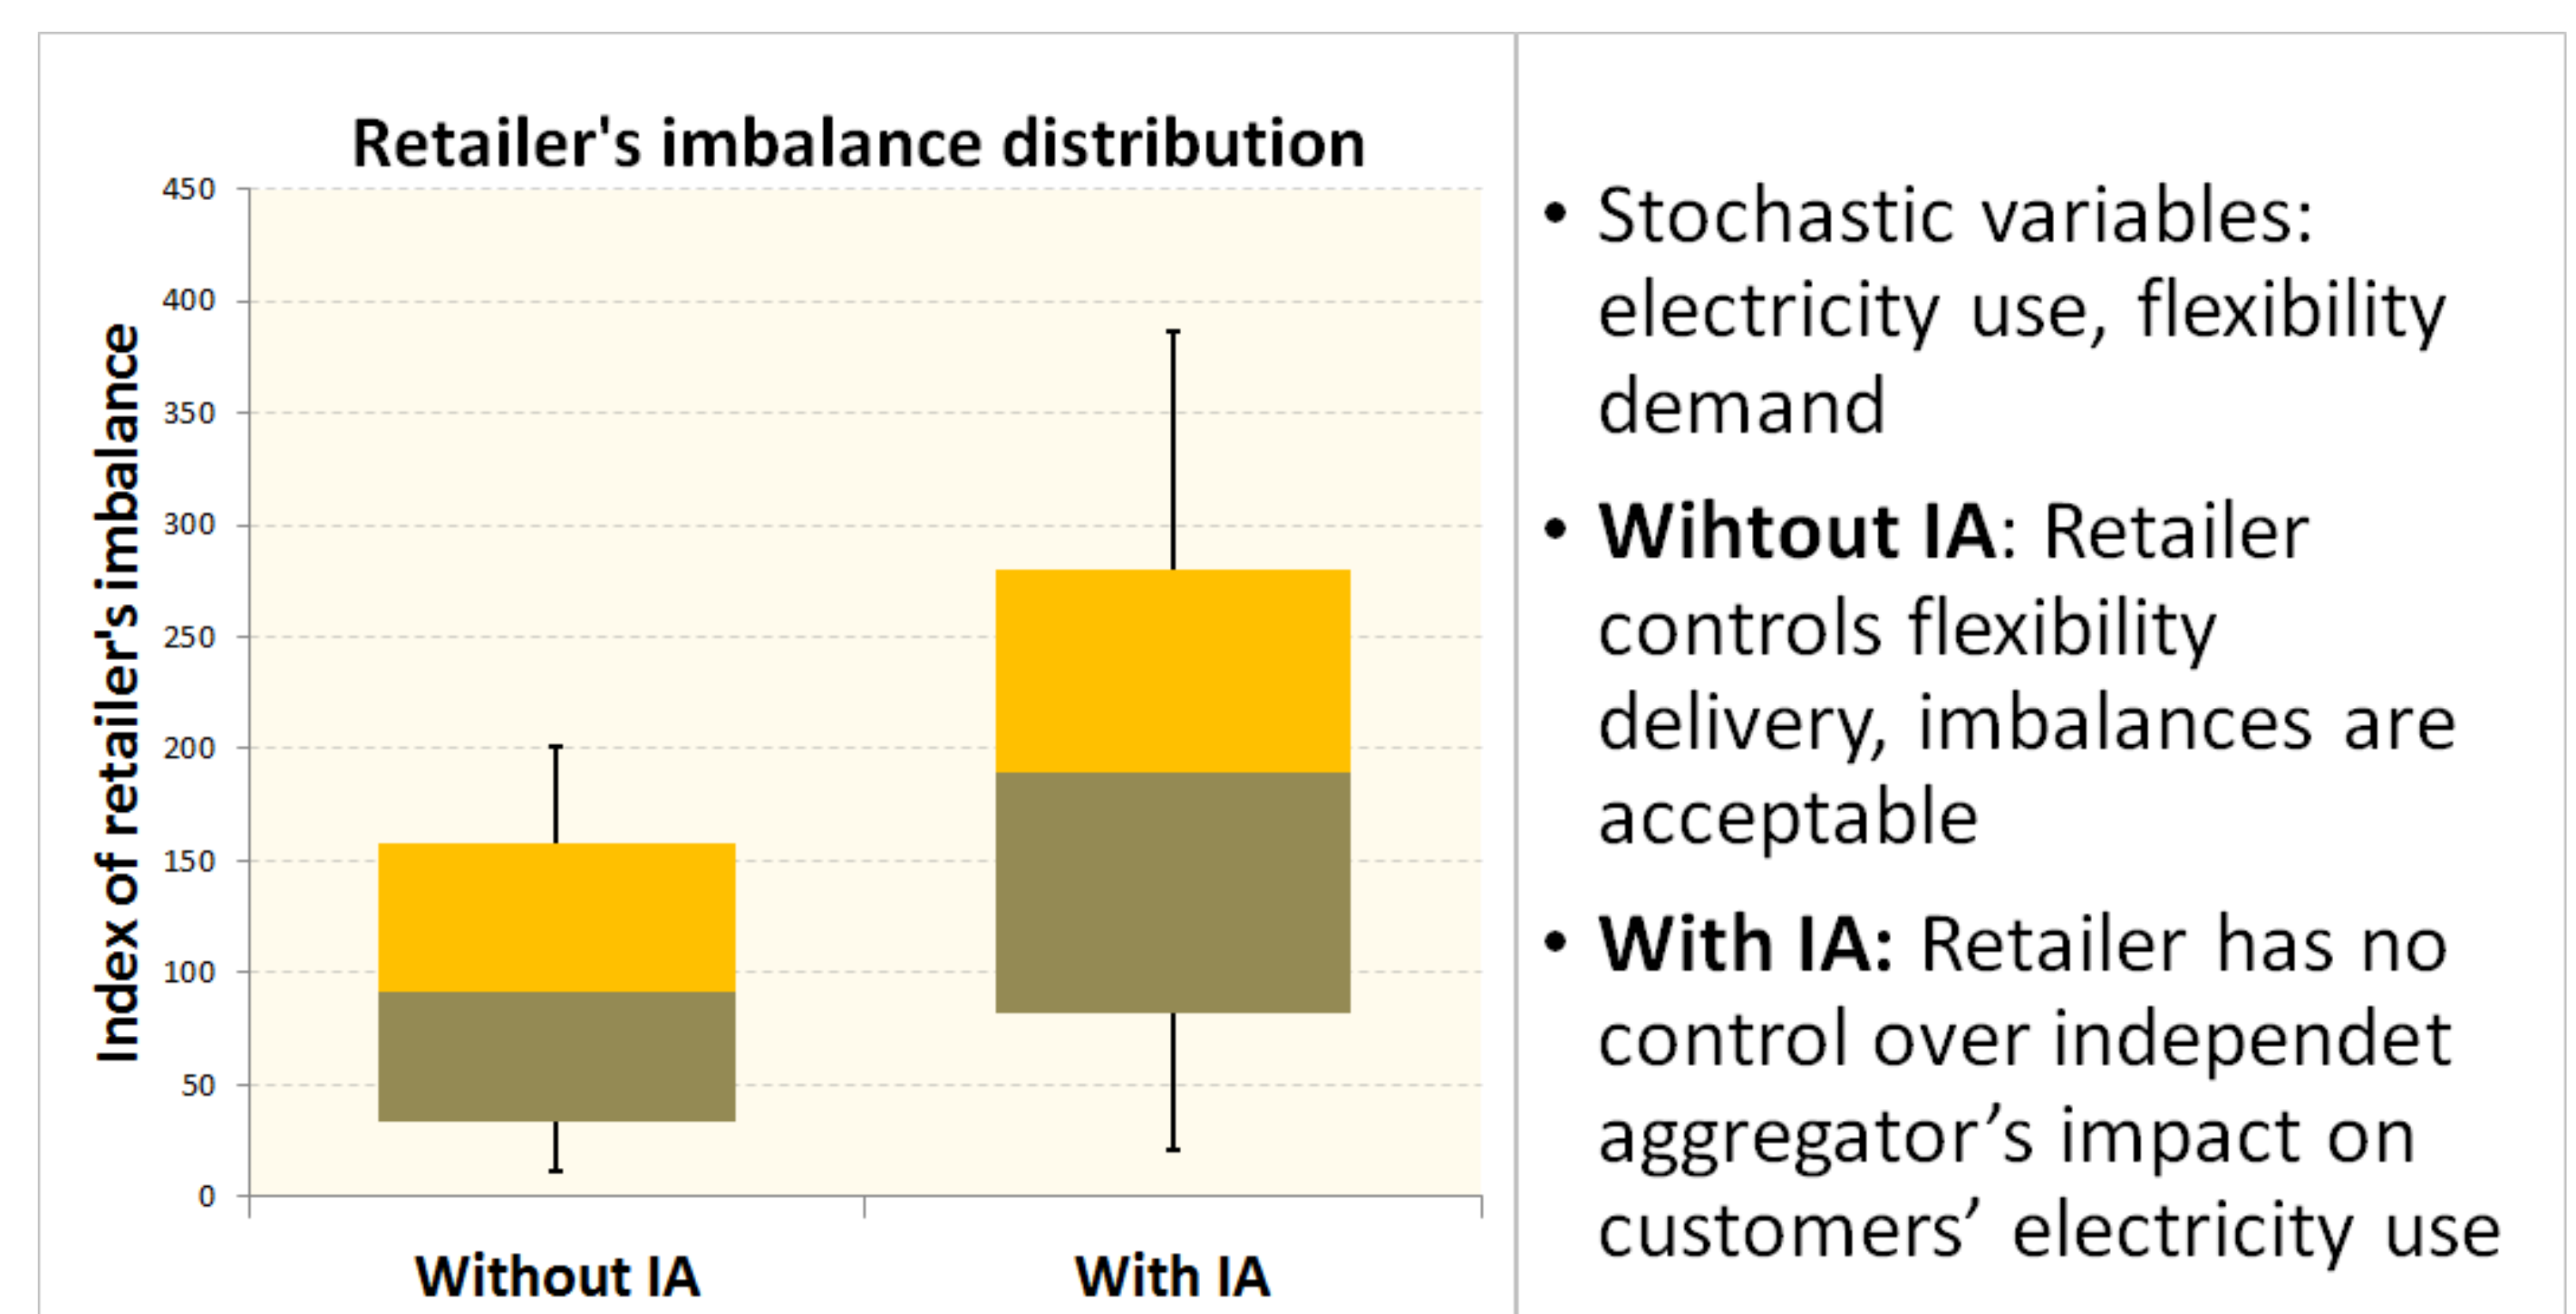 Retailer's imbalance distribution
Index of retailer's imbalance
450
400
350
300
250
200
150
100
50
0
Without IA
With IA
• Stochastic variables:
electricity use, flexibility
demand
• Wihtout IA: Retailer
controls flexibility
delivery, imbalances are
acceptable
• With IA: Retailer has no
control over independet
aggregator’s impact on
customers’ electricity use